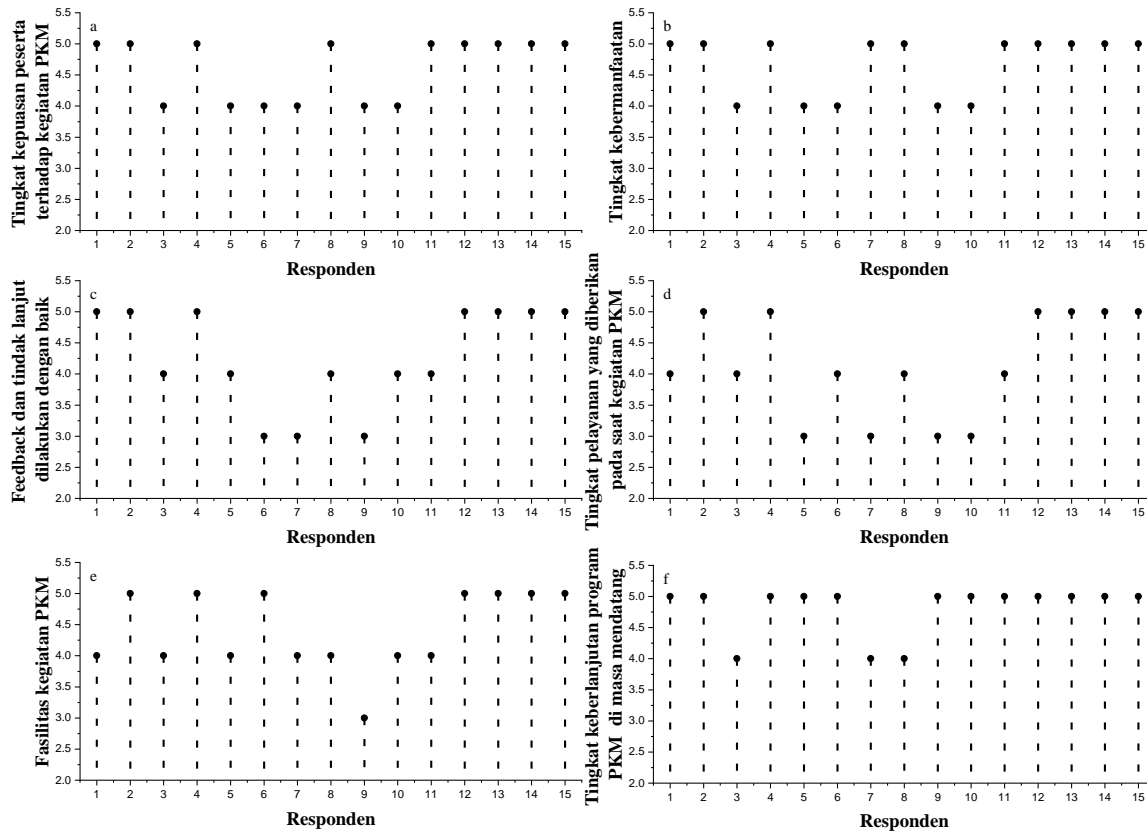 a
Tingkat kepuasan peserta
terhadap kegiatan PKM
5.5
5.0
4.5
4.0
3.5
3.0
2.5
2.0
1 2 3 4 5 6 7 8 9 10 11 12 13 14 15
Responden
b
Tingkat kebermanfaatan
5.5
5.0
4.5
4.0
3.5
3.0
2.5
2.0
1 2 3 4 5 6 7 8 9 10 11 12 13 14 15
Responden
c
Feedback dan tindak lanjut
dilakukan dengan baik
5.5
5.0
4.5
4.0
3.5
3.0
2.5
2.0
1 2 3 4 5 6 7 8 9 10 11 12 13 14 15
Responden
d
Tingkat pelayanan yang diberikan
pada saat kegiatan PKM
5.5
5.0
4.5
4.0
3.5
3.0
2.5
2.0
1 2 3 4 5 6 7 8 9 10 11 12 13 14 15
Responden
e
Fasilitas kegiatan PKM
5.5
5.0
4.5
4.0
3.5
3.0
2.5
2.0
1 2 3 4 5 6 7 8 9 10 11 12 13 14 15
Responden
f
Tingkat keberlanjutan program
PKM di masa mendatang
5.5
5.0
4.5
4.0
3.5
3.0
2.5
2.0
1 2 3 4 5 6 7 8 9 10 11 12 13 14 15
Responden